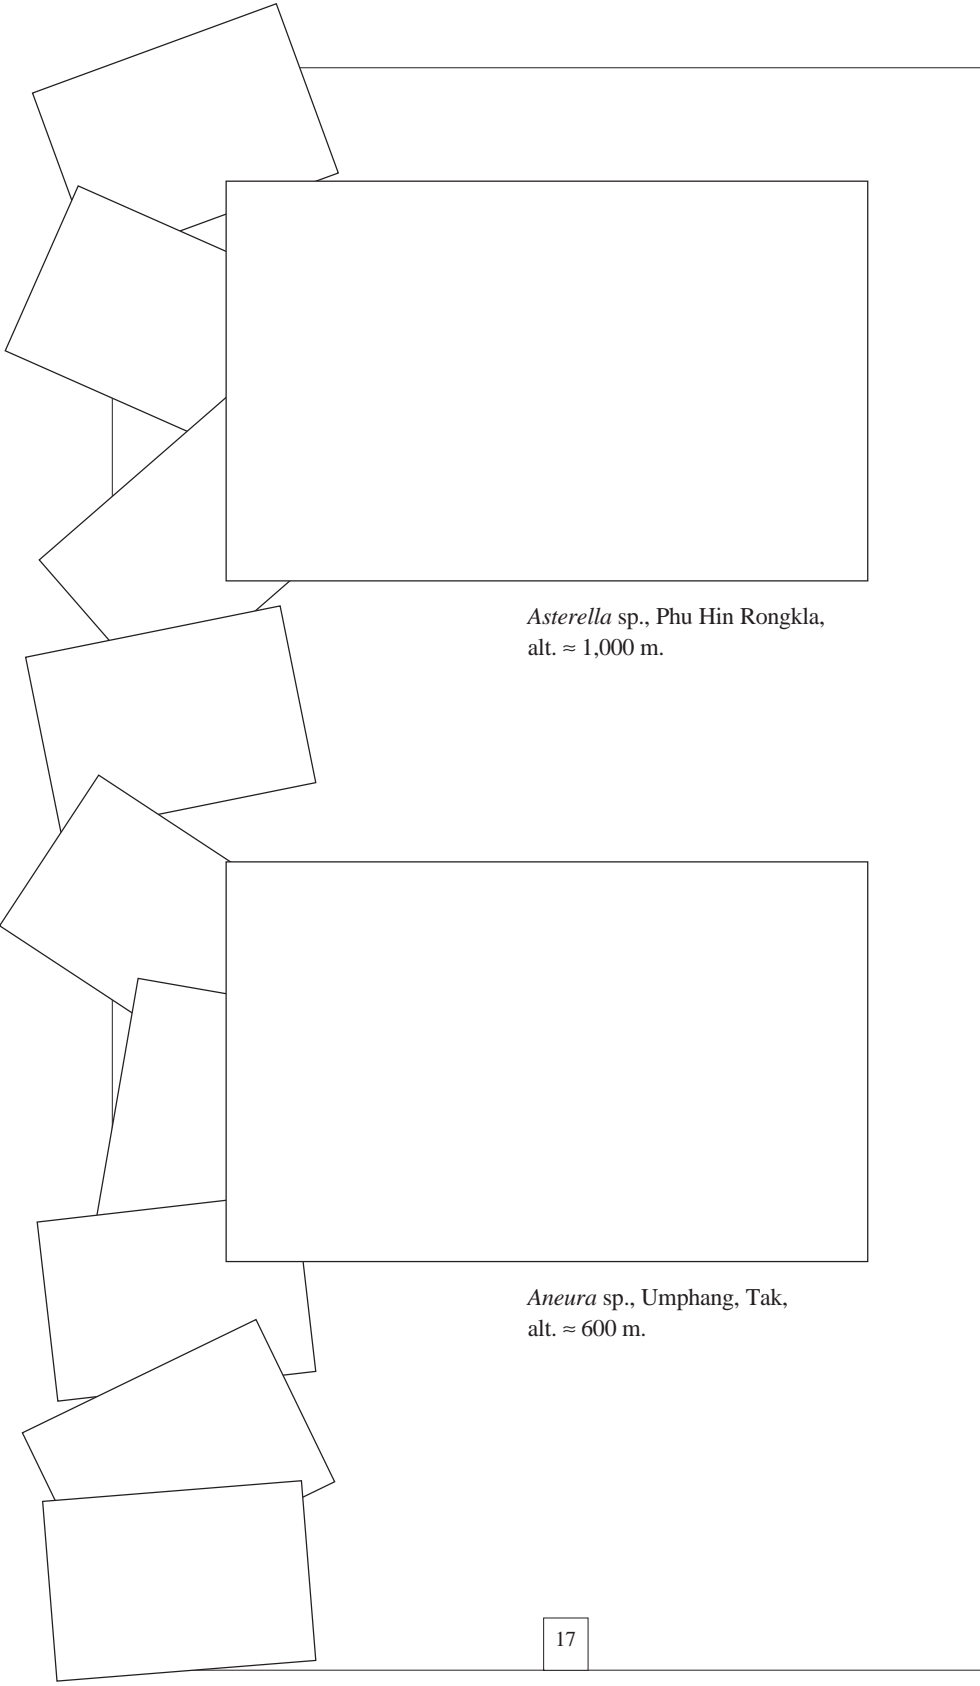 Asterella sp., Phu Hin Rongkla,
alt. ≈ 1,000 m.
Aneura sp., Umphang, Tak,
alt. ≈ 600 m.
17